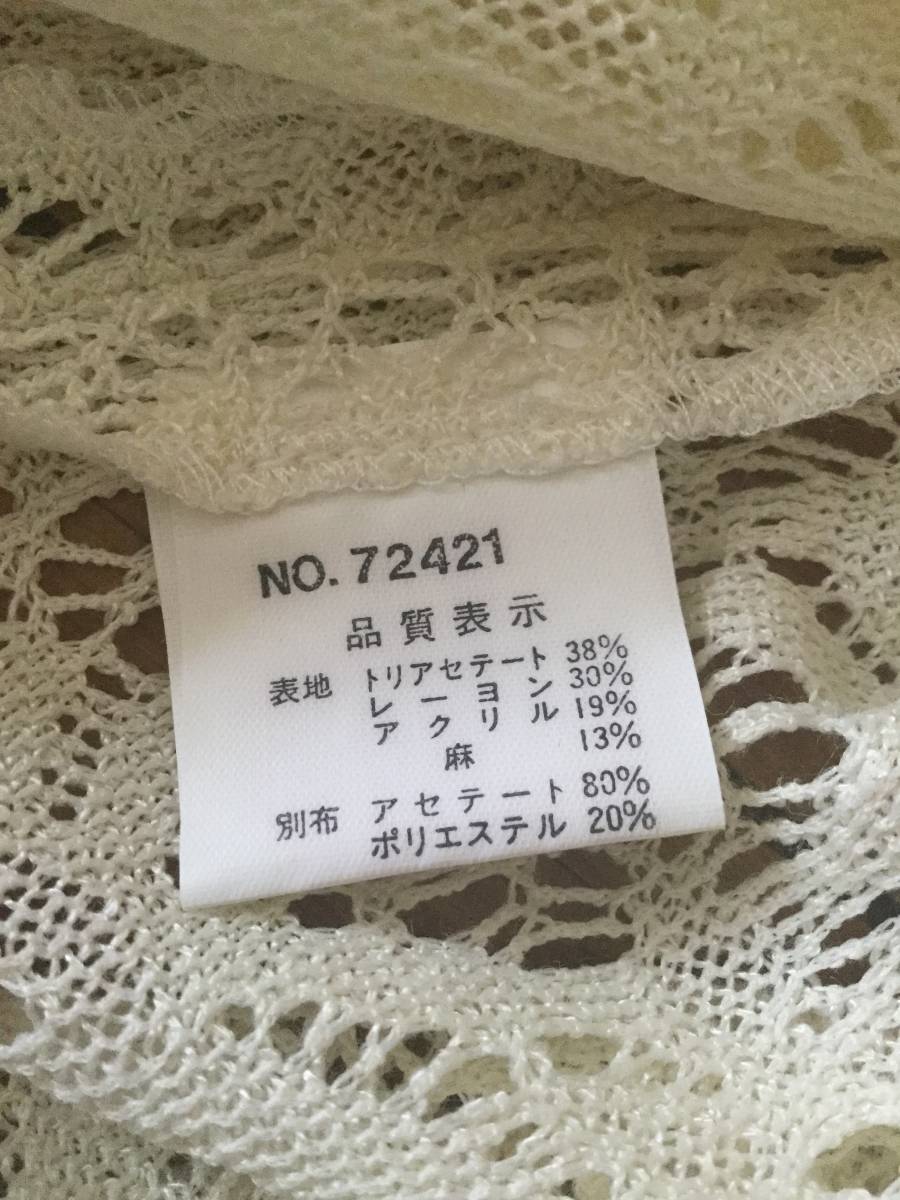 NO. 72421
品質表示
表地 トリアセテート 38%
レーヨン 30%
アクリル 19%
麻 13%
別布 アセテート 80%
ポリエステル 20%